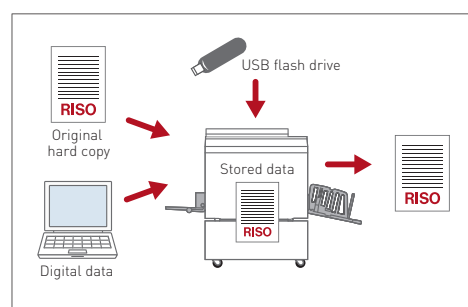 USB flash drive
RISO
Original
hard copy
Stored data
RISO
RISO
Digital data